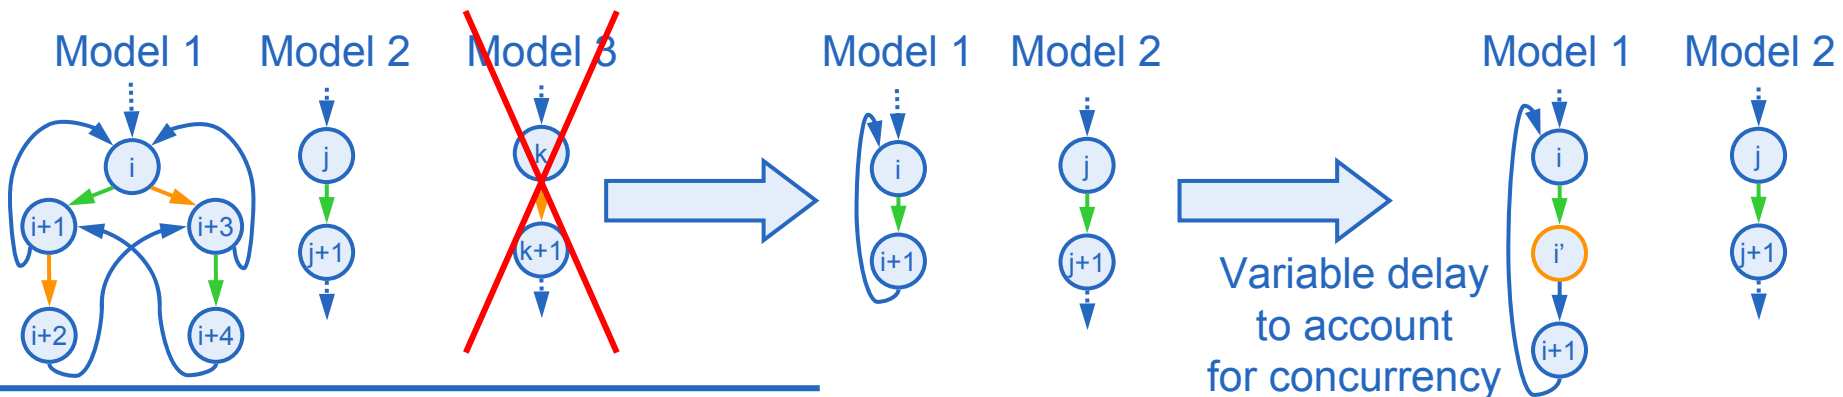 Model 1 Model 2 Model 3 Model 1 Model 2 Model 1 Model 2
i j k i j i j
i+1 i+3 j+1 k+1 i+1 j+1 i’ j+1
i+2 i+4 i+1
Variable delay
to account
for concurrency